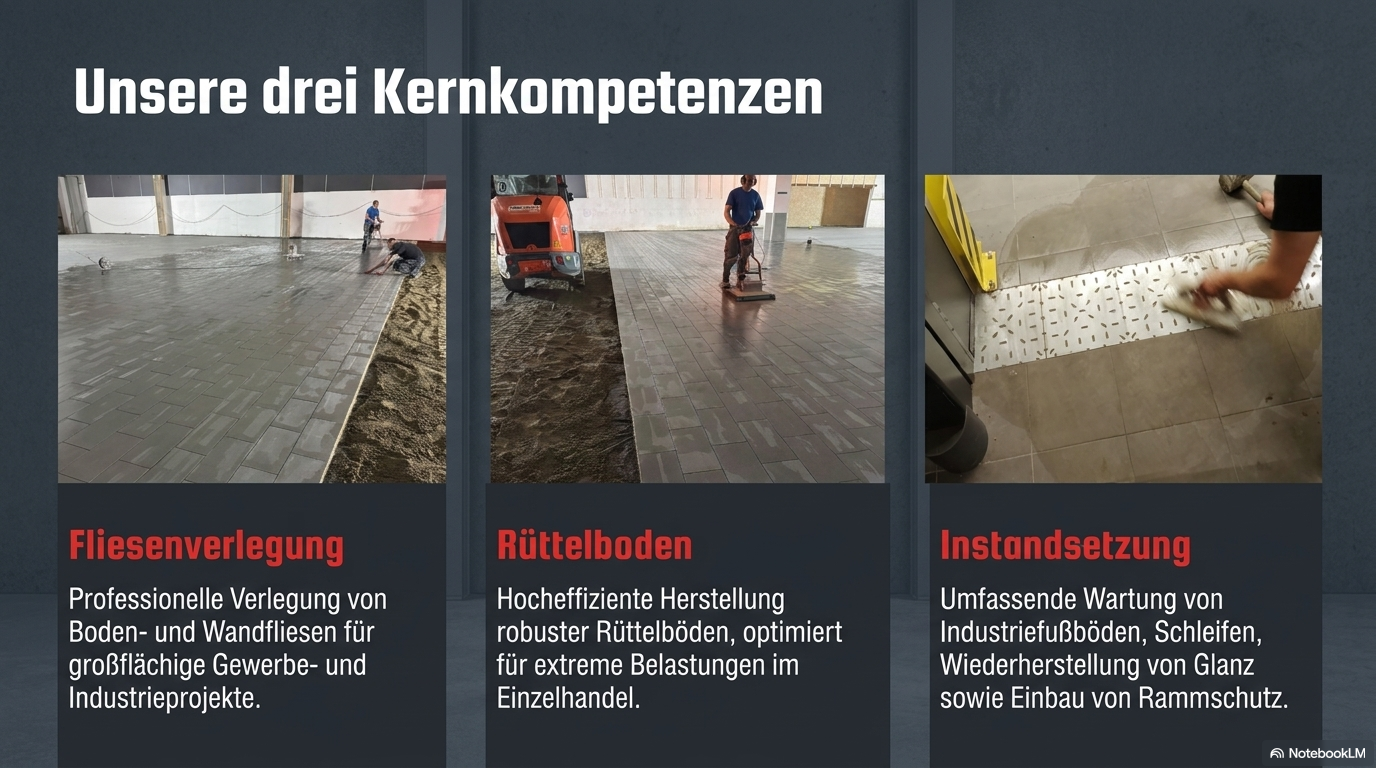 Unsere drei Kernkompetenzen
Fliesenverlegung
Professionelle Verlegung von
Boden- und Wandfliesen für
großflächige Gewerbe- und
Industrieprojekte.
Rüttelboden
Hocheffiziente Herstellung
robuster Rüttelböden, optimiert
für extreme Belastungen im
Einzelhandel.
Instandsetzung
Umfassende Wartung von
Industriefußböden, Schleifen,
Wiederherstellung von Glanz
sowie Einbau von Rammschutz.
NotebookLM